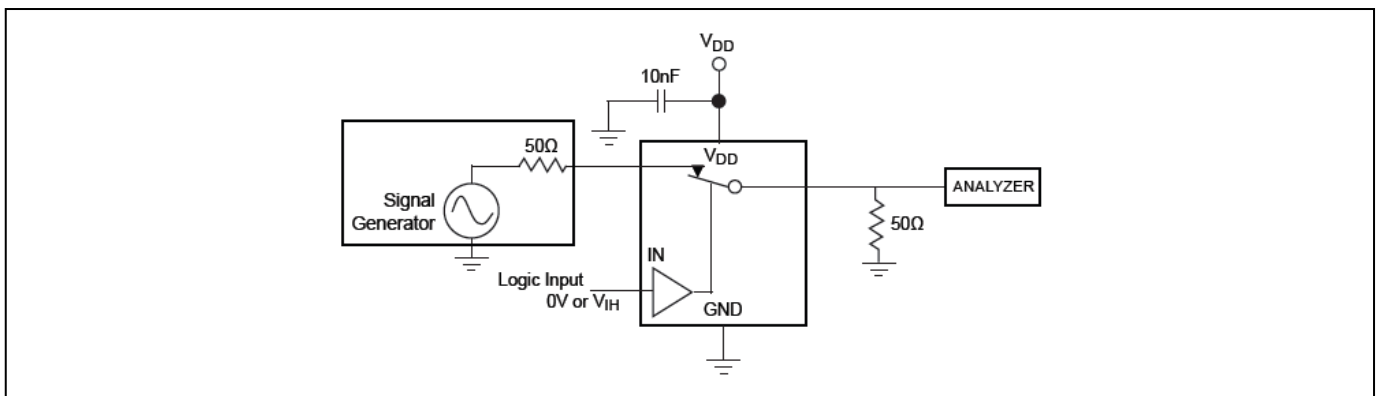 VDD
10nF
50Ω
VDD
ANALYZER
Signal
Generator
50Ω
IN
Logic Input
0V or VIH
GND